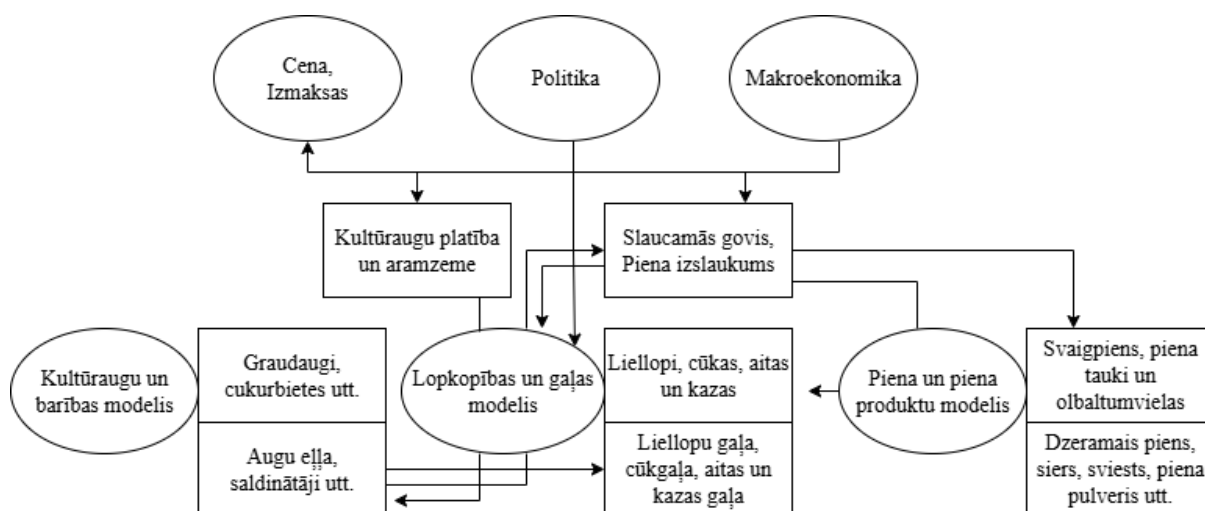 Cena,
Izmaksas
Politika
Makroekonomika
Kultūraugu platība
un aramzeme
Slaucamās govis,
Piena izslaukums
Kultūraugu un
barības modelis
Graudaugi,
cukurbietes utt.
Lopkopības un gaļas
modelis
Liellopi, cūkas, aitas
un kazas
Piena un piena
produktu modelis
Svaigpiens, piena
tauki un
olbaltumvielas
Augu eļļa,
saldinātāji utt.
Liellopu gaļa,
cūkgaļa, aitas un
kazas gaļa
Dzeramais piens,
siers, sviests, piena
pulveris utt.